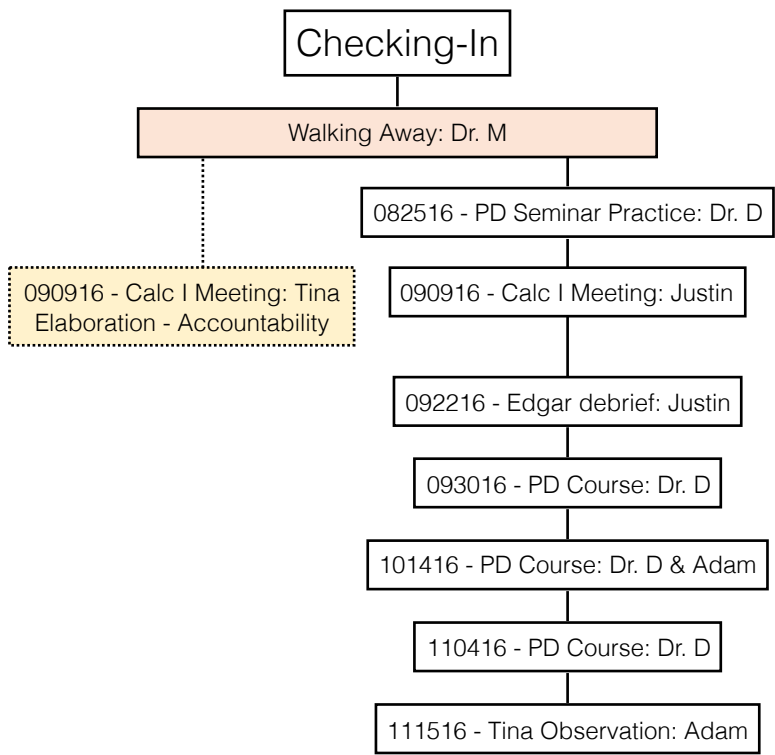 Checking-In
Walking Away: Dr. M
082516 - PD Seminar Practice: Dr. D
090916 - Calc I Meeting: Tina
Elaboration - Accountability
090916 - Calc I Meeting: Justin
092216 - Edgar debrief: Justin
093016 - PD Course: Dr. D
101416 - PD Course: Dr. D & Adam
110416 - PD Course: Dr. D
111516 - Tina Observation: Adam